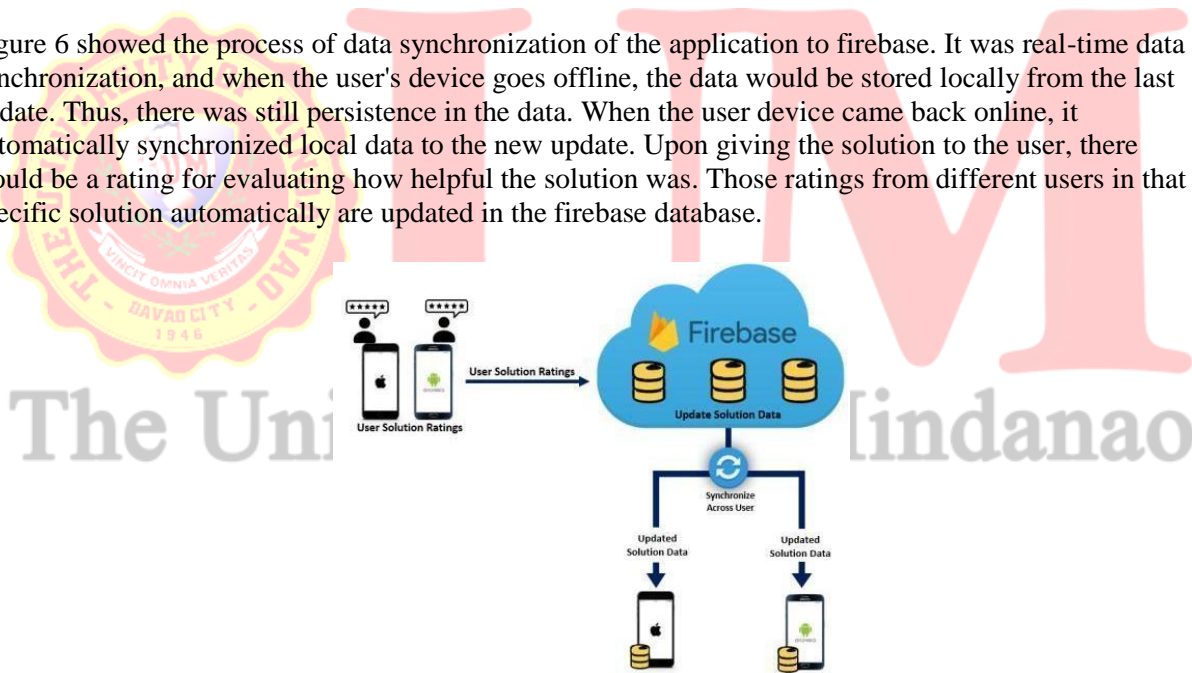 gure 6 showed the process of data synchronization of the application to firebase. It was real-time data
nchronization, and when the user's device goes offline, the data would be stored locally from the last
date. Thus, there was still persistence in the data. When the user device came back online, it
tomatically synchronized local data to the new update. Upon giving the solution to the user, there
ould be a rating for evaluating how helpful the solution was. Those ratings from different users in that
ecific solution automatically are updated in the firebase database.
UM
THE UNIVERSITY OF MINDANAO
VINCIT OMNIA VERITAS
DAVAO CITY
1946
The Uni
indanao
Firebase
User Solution Ratings
User Solution Ratings
Update Solution Data
Synchronize
Across User
Updated
Solution Data
Updated
Solution Data